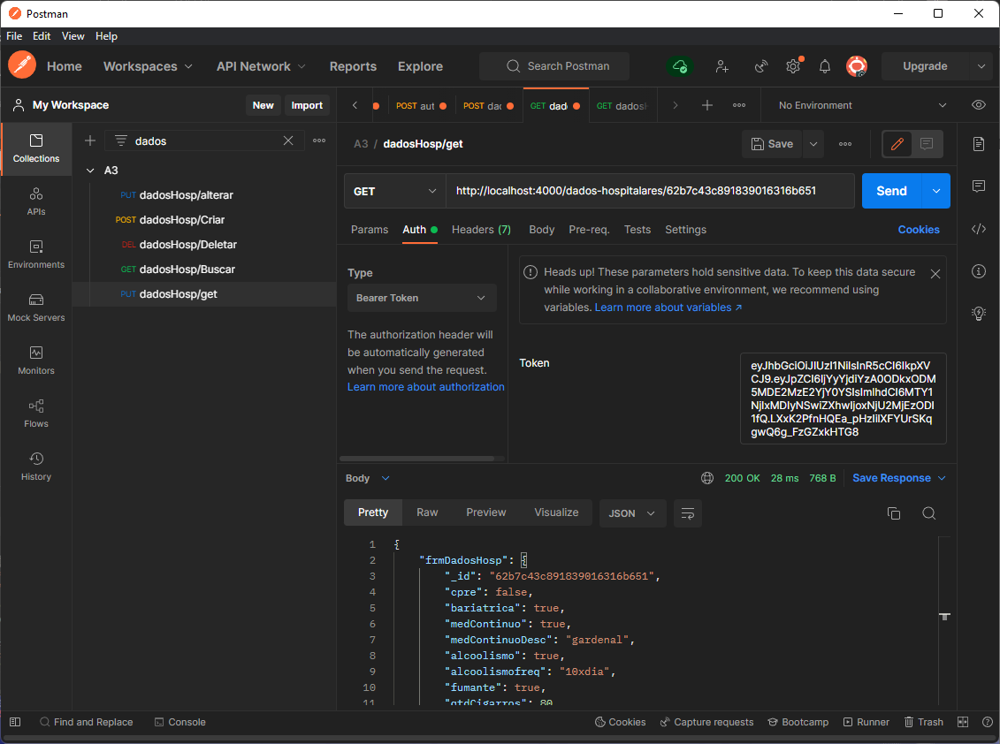 Postman
File Edit View Help
Home Workspaces API Network Reports Explore Search Postman Upgrade
My Workspace New Import
POST aut POST dac GET dad GET dados No Environment
dados
A3 / dadosHosp/get Save
Collections
APIs
Environments
Mock Servers
Monitors
Flows
History
A3
PUT dadosHosp/alterar
POST dadosHosp/Criar
DEL dadosHosp/Deletar
GET dadosHosp/Buscar
PUT dadosHosp/get
GET http://localhost:4000/dados-hospitalares/62b7c43c891839016316b651 Send
Params Auth Headers (7) Body Pre-req. Tests Settings Cookies
Type
Bearer Token
The authorization header will
be automatically generated
when you send the request.
Learn more about authorization
Heads up! These parameters hold sensitive data. To keep this data secure
while working in a collaborative environment, we recommend using
variables. Learn more about variables ↗
Token
Body 200 OK 28 ms 768 B Save Response
Pretty Raw Preview Visualize JSON
1 {
2 "frmDadosHosp": {
3 "_id": "62b7c43c891839016316b651",
4 "cpre": false,
5 "bariatrica": true,
6 "medContinuo": true,
7 "medContinuoDesc": "gardenal",
8 "alcoolismo": true,
9 "alcoolismofreq": "10xdia",
10 "fumante": true,
11 "qtdCigarros": 80
Find and Replace Console Cookies Capture requests Bootcamp Runner Trash